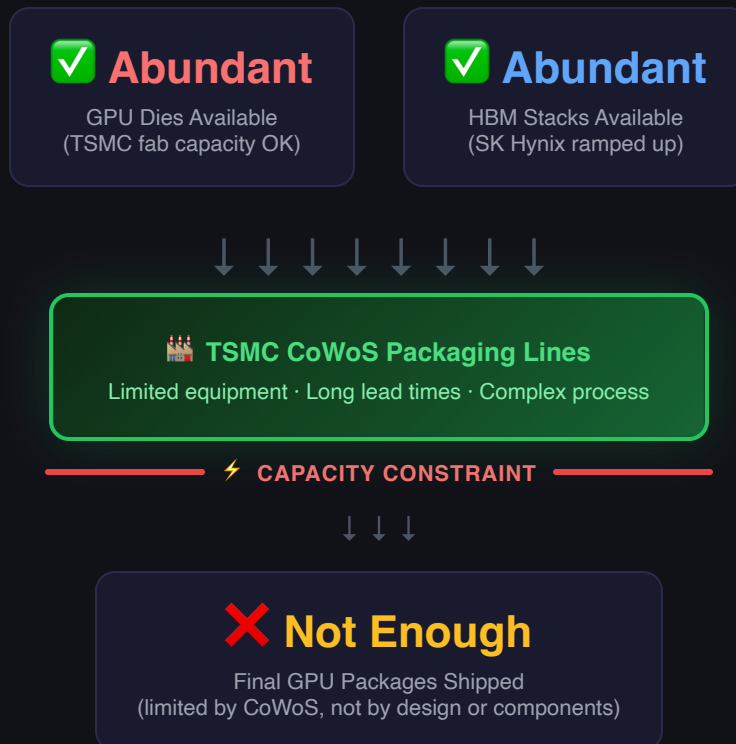 ✅ Abundant
GPU Dies Available
(TSMC fab capacity OK)
✅ Abundant
HBM Stacks Available
(SK Hynix ramped up)
↓ ↓ ↓ ↓ ↓ ↓ ↓ ↓
🏭 TSMC CoWoS Packaging Lines
Limited equipment · Long lead times · Complex process
⚡ CAPACITY CONSTRAINT
↓ ↓ ↓
❌ Not Enough
Final GPU Packages Shipped
(limited by CoWoS, not by design or components)